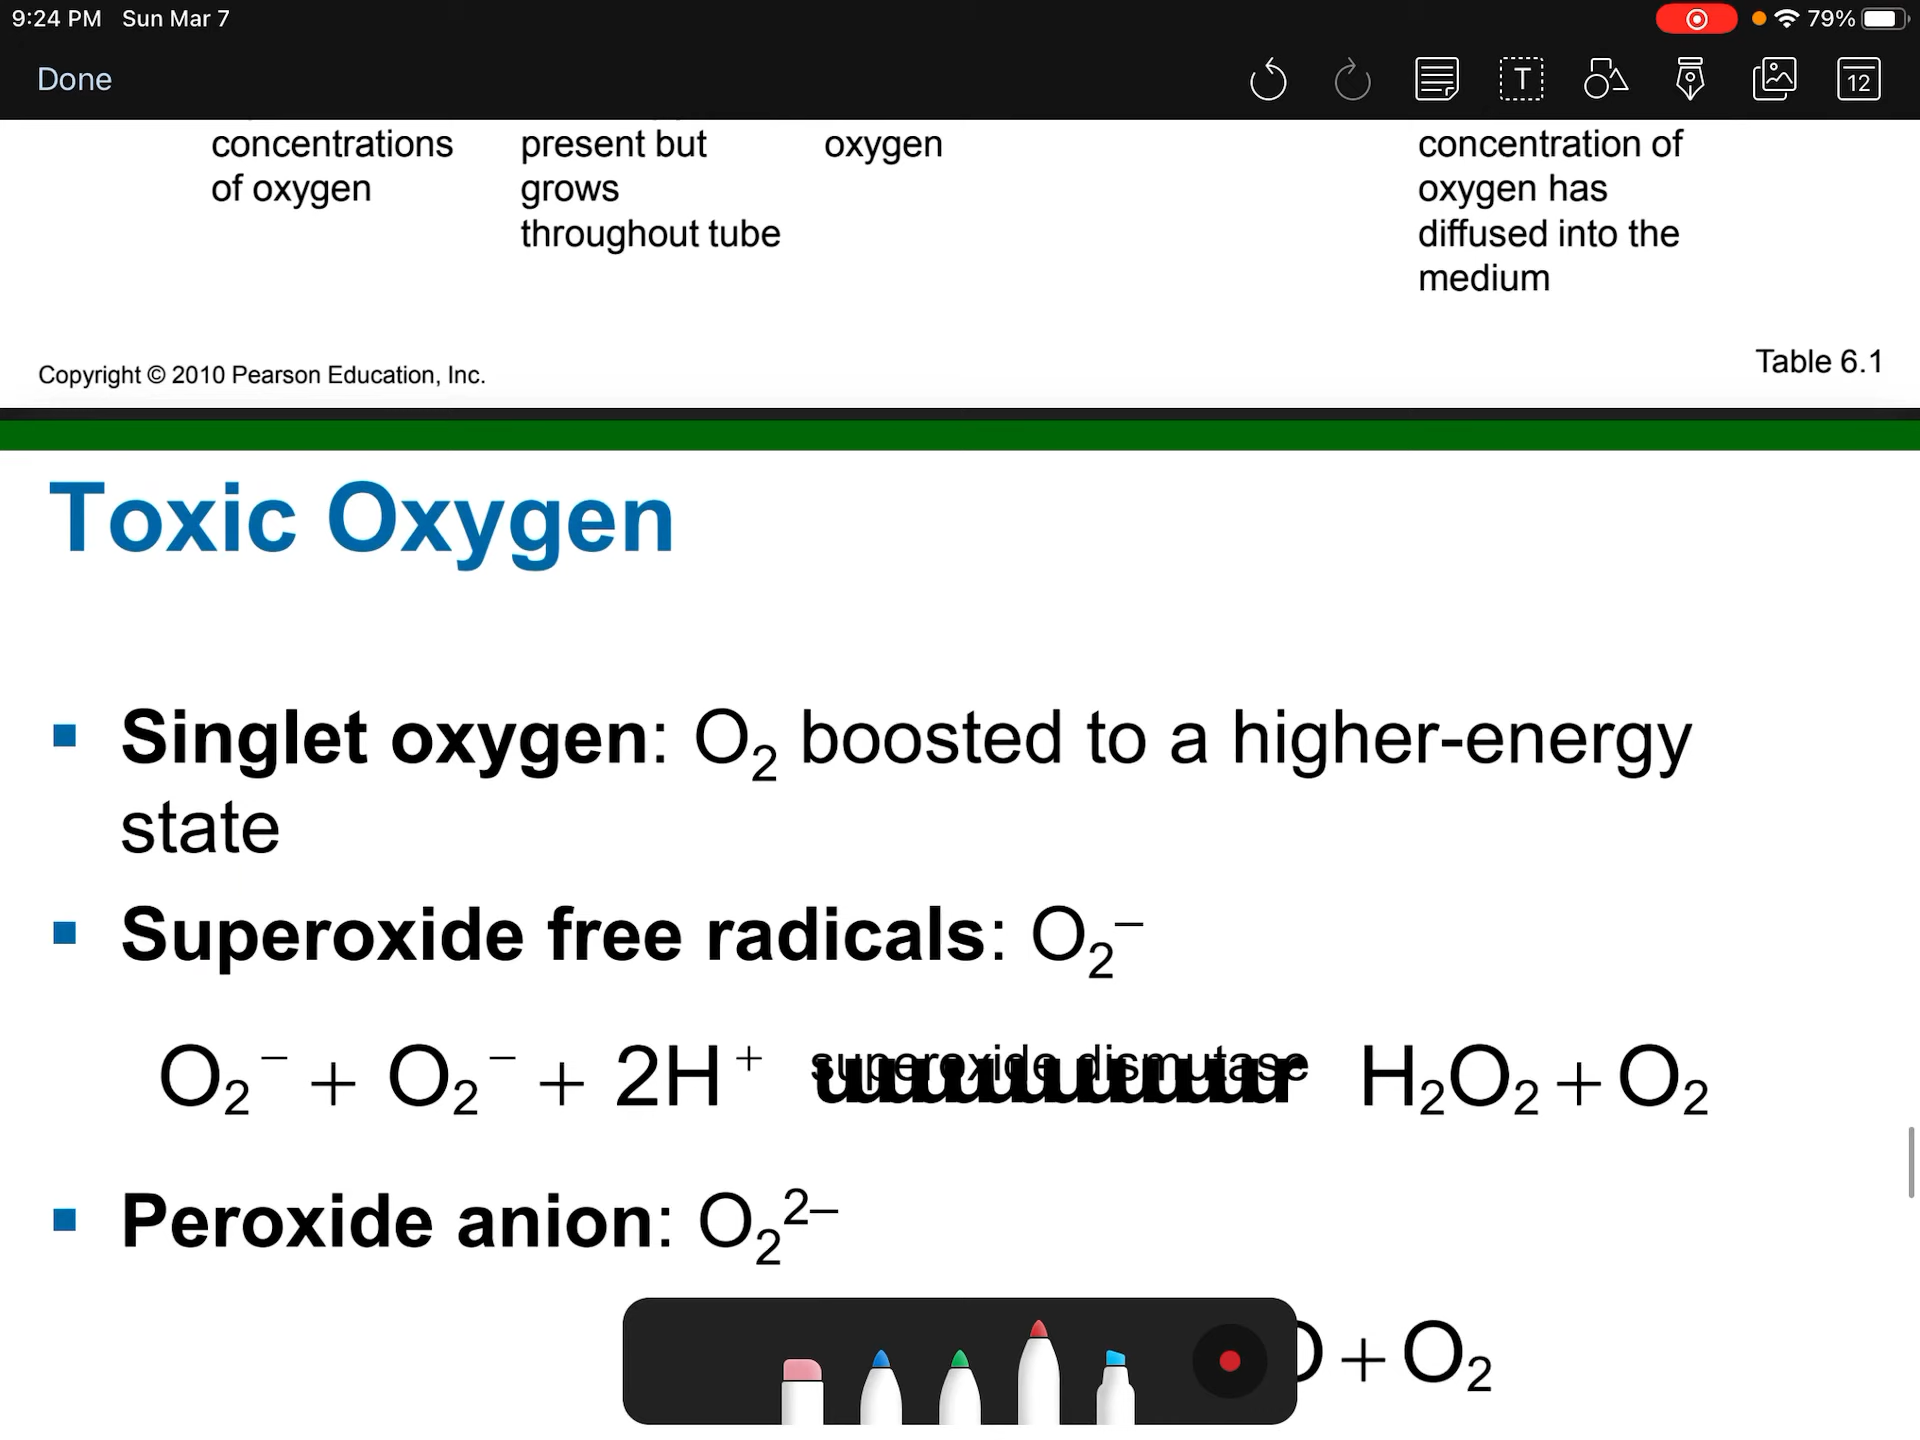 9:24 PM Sun Mar 7
79%
Done
T
12
concentrations of oxygen
present but grows throughout tube
oxygen
concentration of oxygen has diffused into the medium
Copyright © 2010 Pearson Education, Inc.
Table 6.1
Toxic Oxygen
Singlet oxygen: O₂ boosted to a higher-energy
state
Superoxide free radicals: O₂⁻
O₂⁻ + O₂⁻ + 2H⁺ superoxide dismutase H₂O₂ + O₂
Peroxide anion: O₂²⁻
+ O₂